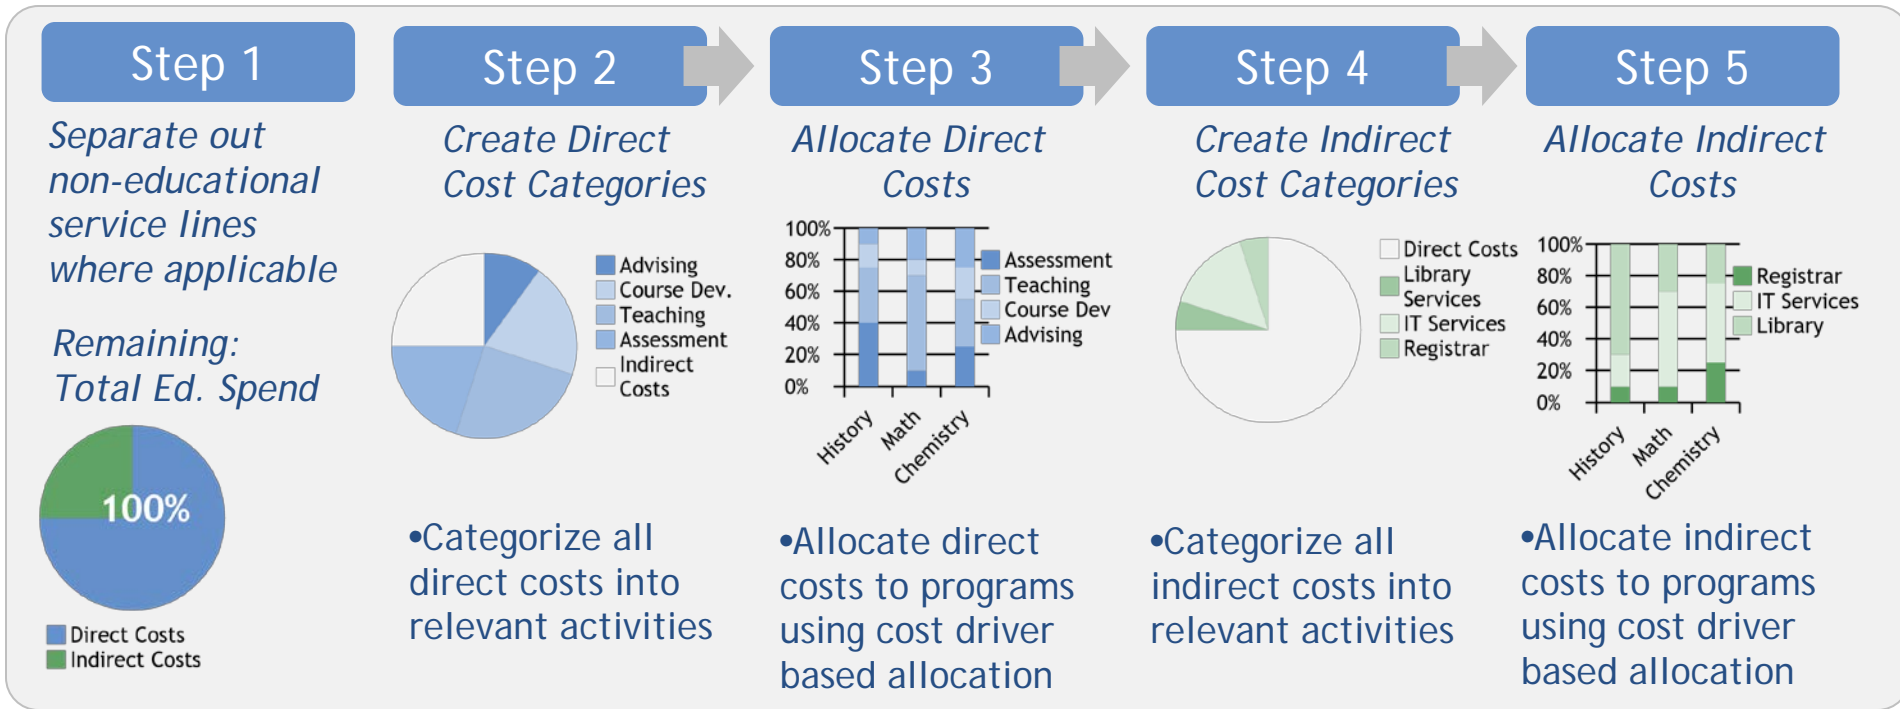 Step 1
Separate out
non-educational
service lines
where applicable
Remaining:
Total Ed. Spend
100%
Direct Costs
Indirect Costs
Step 2
Create Direct
Cost Categories
Advising
Course Dev.
Teaching
Assessment
Indirect
Costs
•Categorize all
direct costs into
relevant activities
Step 3
Allocate Direct
Costs
100%
80%
60%
40%
20%
0%
History
Math
Chemistry
Assessment
Teaching
Course Dev
Advising
•Allocate direct
costs to programs
using cost driver
based allocation
Step 4
Create Indirect
Cost Categories
Direct Costs
Library
Services
IT Services
Registrar
•Categorize all
indirect costs into
relevant activities
Step 5
Allocate Indirect
Costs
100%
80%
60%
40%
20%
0%
History
Math
Chemistry
Registrar
IT Services
Library
•Allocate indirect
costs to programs
using cost driver
based allocation